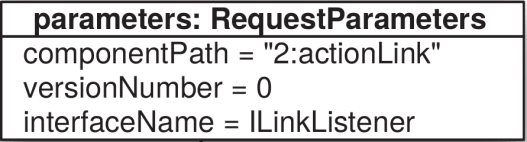 parameters: RequestParameters
componentPath = "2:actionLink"
versionNumber = 0
interfaceName = ILinkListener